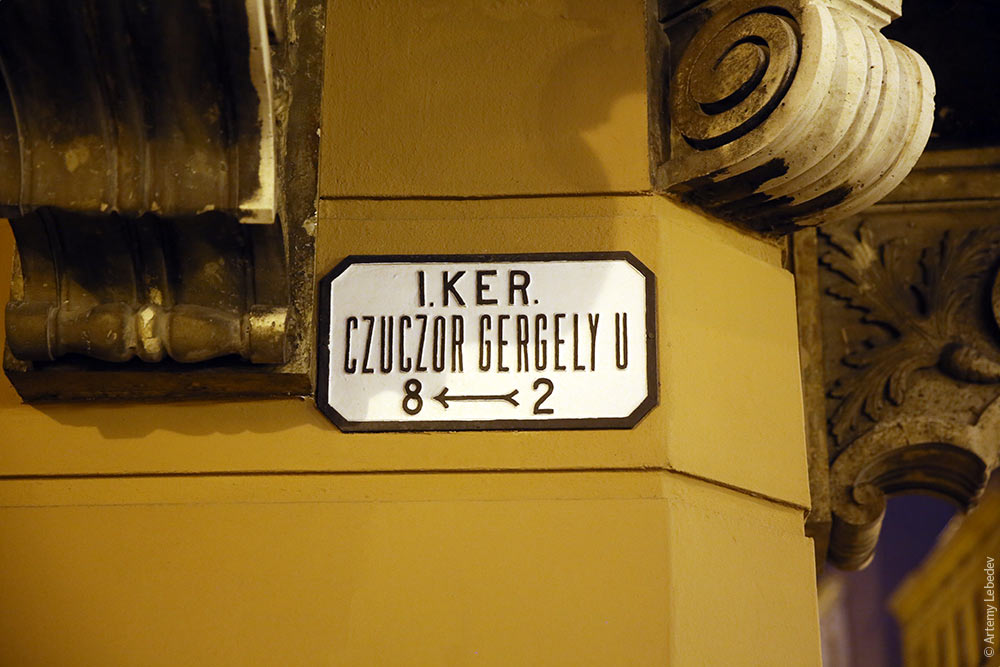 I.KER.
CZUCZOR GERGELY U
8 ← 2
© Artemy Lebedev